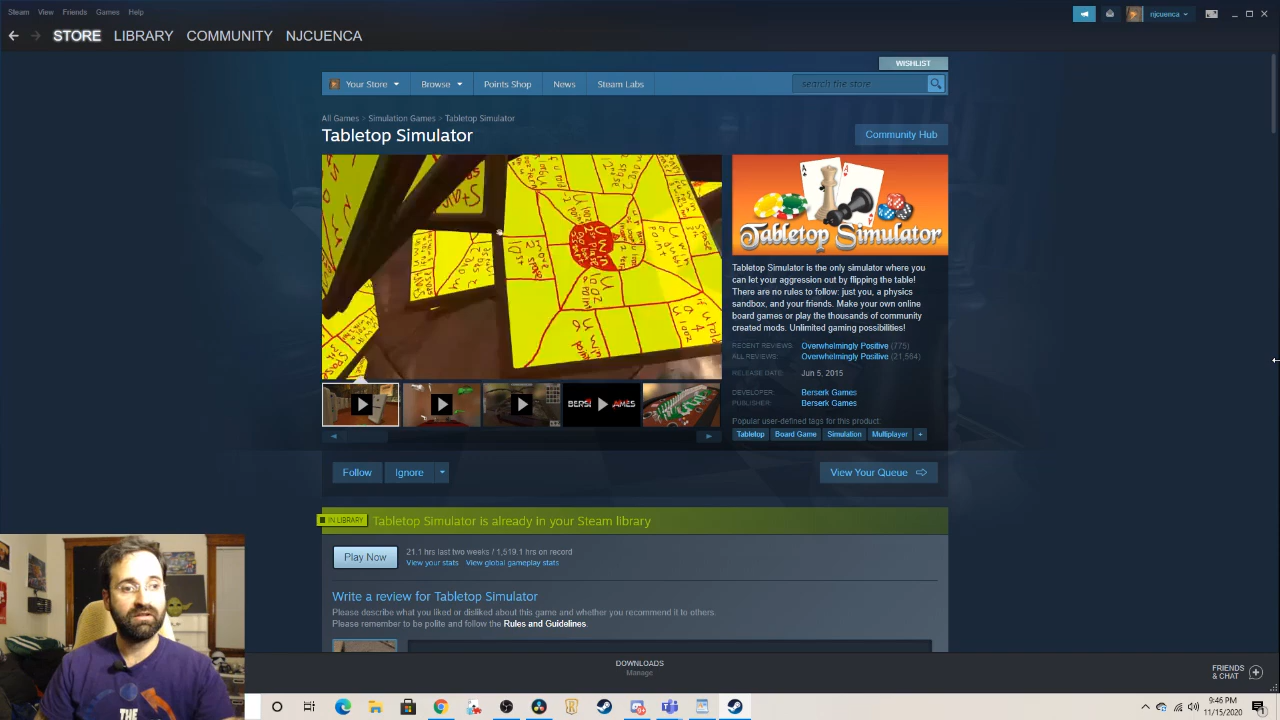 Steam View Friends Games Help
njcuenca
STORE LIBRARY COMMUNITY NJCUENCA
WISHLIST
Your Store Browse Points Shop News Steam Labs search the store
All Games > Simulation Games > Tabletop Simulator
Tabletop Simulator
Community Hub
Tabletop Simulator
Tabletop Simulator is the only simulator where you
can let your aggression out by flipping the table!
There are no rules to follow: just you, a physics
sandbox, and your friends. Make your own online
board games or play the thousands of community
created mods. Unlimited gaming possibilities!
RECENT REVIEWS: Overwhelmingly Positive (775)
ALL REVIEWS: Overwhelmingly Positive (21,564)
RELEASE DATE: Jun 5, 2015
DEVELOPER: Berserk Games
PUBLISHER: Berserk Games
Popular user-defined tags for this product:
Tabletop Board Game Simulation Multiplayer +
Follow Ignore View Your Queue
IN LIBRARY Tabletop Simulator is already in your Steam library
Play Now
21.1 hrs last two weeks / 1,519.1 hrs on record
View your stats View global gameplay stats
Write a review for Tabletop Simulator
Please describe what you liked or disliked about this game and whether you recommend it to others.
Please remember to be polite and follow the Rules and Guidelines.
THE
DOWNLOADS
Manage
FRIENDS
& CHAT
9:46 PM
11/15/2020